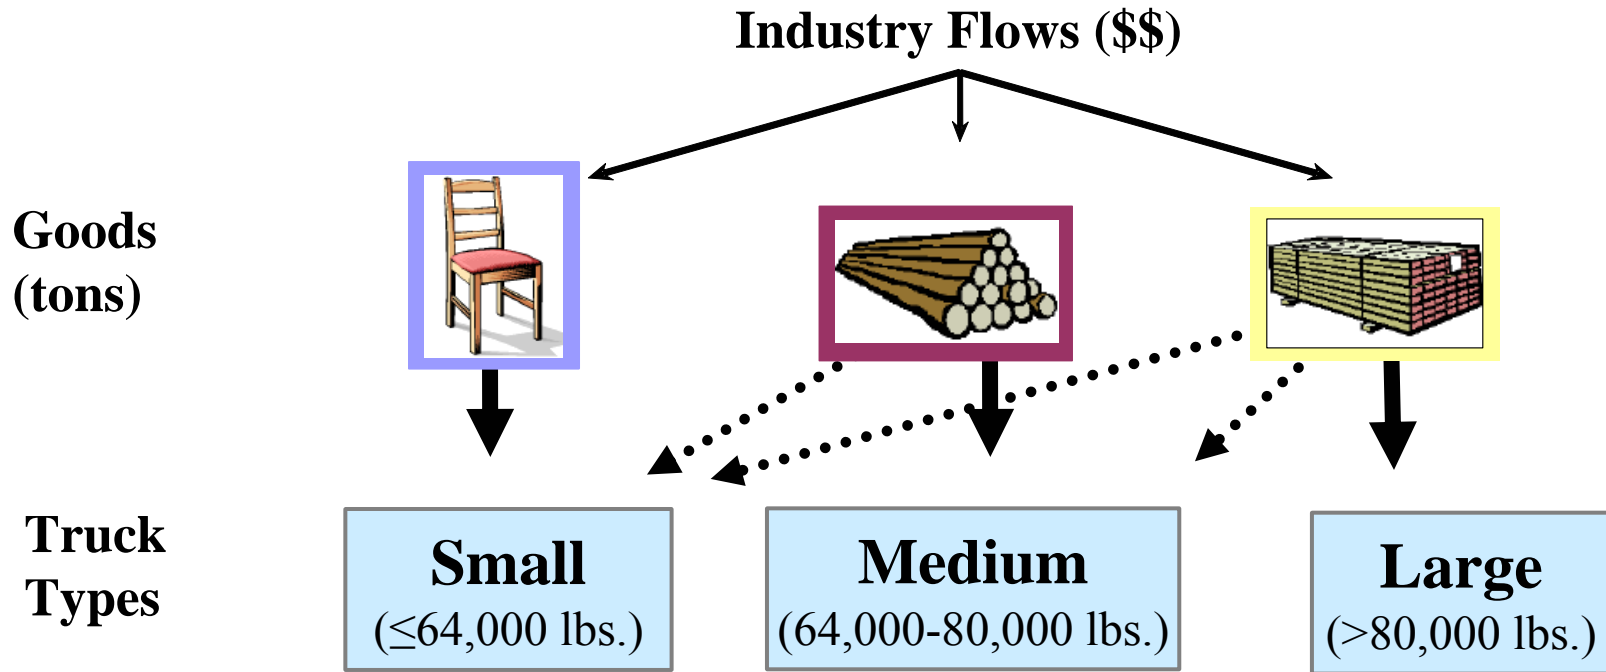 Industry Flows ($$)
Goods
(tons)
Truck
Types
Small
(≤64,000 lbs.)
Medium
(64,000-80,000 lbs.)
Large
(>80,000 lbs.)